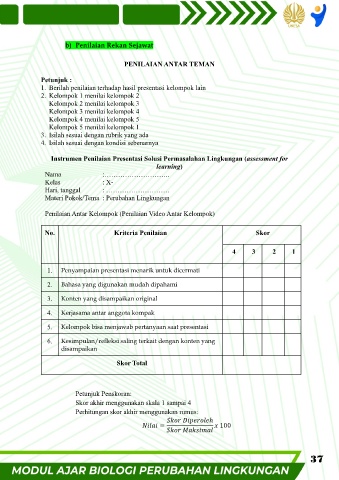 b) Penilaian Rekan Sejawat
PENILAIAN ANTAR TEMAN
Petunjuk :
1. Berilah penilaian terhadap hasil presentasi kelompok lain
2. Kelompok 1 menilai kelompok 2
Kelompok 2 menilai kelompok 3
Kelompok 3 menilai kelompok 4
Kelompok 4 menilai kelompok 5
Kelompok 5 menilai kelompok 1
3. Isilah sesuai dengan rubrik yang ada
4. Isilah sesuai dengan kondisi sebenarnya
Instrumen Penilaian Presentasi Solusi Permasalahan Lingkungan (assessment for
learning)
Nama : ............................
Kelas : X-
Hari, tanggal : ............................
Materi Pokok/Tema : Perubahan Lingkungan
Penilaian Antar Kelompok (Penilaian Video Antar Kelompok)
No. Kriteria Penilaian Skor
4 3 2 1
1. Penyampaian presentasi menarik untuk dicermati
2. Bahasa yang digunakan mudah dipahami
3. Konten yang disampaikan original
4. Kerjasama antar anggota kompak
5. Kelompok bisa menjawab pertanyaan saat presentasi
6. Kesimpulan/refleksi saling terkait dengan konten yang
disampaikan
Skor Total
Petunjuk Penskoran:
Skor akhir menggunakan skala 1 sampai 4
Perhitungan skor akhir menggunakan rumus:
Nilai = Skor Diperoleh / Skor Maksimal x 100
37
MODUL AJAR BIOLOGI PERUBAHAN LINGKUNGAN